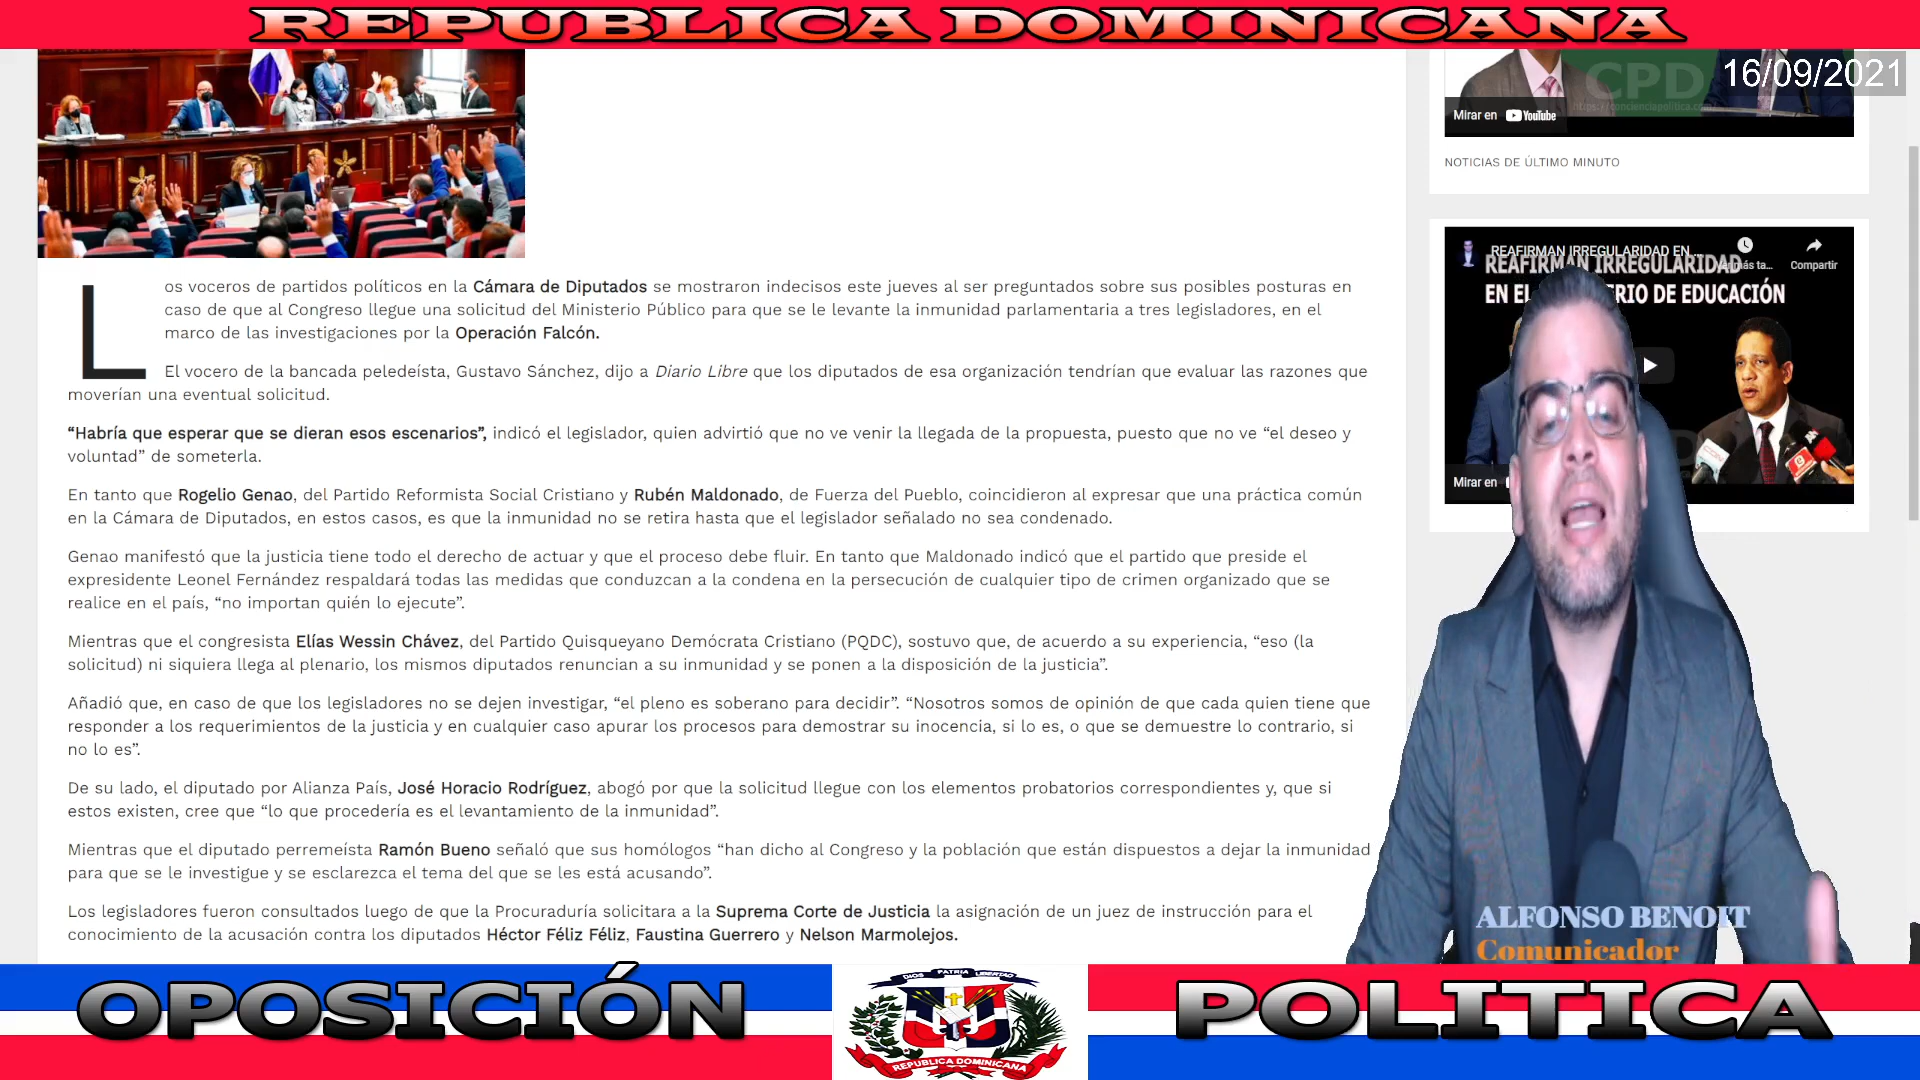 REPUBLICA DOMINICANA
16/09/2021
CPD
Mirar en YouTube
NOTICIAS DE ÚLTIMO MINUTO
REAFIRMAN IRREGULARIDAD EN ...
Compartir
REAFIRMAN IRREGULARIDAD
EN EL
DE EDUCACIÓN
Mirar en
Los voceros de partidos políticos en la Cámara de Diputados se mostraron indecisos este jueves al ser preguntados sobre sus posibles posturas en
caso de que al Congreso llegue una solicitud del Ministerio Público para que se le levante la inmunidad parlamentaria a tres legisladores, en el
marco de las investigaciones por la Operación Falcón.
El vocero de la bancada peledeísta, Gustavo Sánchez, dijo a Diario Libre que los diputados de esa organización tendrían que evaluar las razones que
moverían una eventual solicitud.
“Habría que esperar que se dieran esos escenarios”, indicó el legislador, quien advirtió que no ve venir la llegada de la propuesta, puesto que no ve “el deseo y
voluntad” de someterla.
En tanto que Rogelio Genao, del Partido Reformista Social Cristiano y Rubén Maldonado, de Fuerza del Pueblo, coincidieron al expresar que una práctica común
en la Cámara de Diputados, en estos casos, es que la inmunidad no se retira hasta que el legislador señalado no sea condenado.
Genao manifestó que la justicia tiene todo el derecho de actuar y que el proceso debe fluir. En tanto que Maldonado indicó que el partido que preside el
expresidente Leonel Fernández respaldará todas las medidas que conduzcan a la condena en la persecución de cualquier tipo de crimen organizado que se
realice en el país, “no importan quién lo ejecute”.
Mientras que el congresista Elías Wessin Chávez, del Partido Quisqueyano Demócrata Cristiano (PQDC), sostuvo que, de acuerdo a su experiencia, “eso (la
solicitud) ni siquiera llega al plenario, los mismos diputados renuncian a su inmunidad y se ponen a la disposición de la justicia”.
Añadió que, en caso de que los legisladores no se dejen investigar, “el pleno es soberano para decidir”. “Nosotros somos de opinión de que cada quien tiene que
responder a los requerimientos de la justicia y en cualquier caso apurar los procesos para demostrar su inocencia, si lo es, o que se demuestre lo contrario, si
no lo es”.
De su lado, el diputado por Alianza País, José Horacio Rodríguez, abogó por que la solicitud llegue con los elementos probatorios correspondientes y, que si
estos existen, cree que “lo que procedería es el levantamiento de la inmunidad”.
Mientras que el diputado perremeísta Ramón Bueno señaló que sus homólogos “han dicho al Congreso y la población que están dispuestos a dejar la inmunidad
para que se le investigue y se esclarezca el tema del que se les está acusando”.
Los legisladores fueron consultados luego de que la Procuraduría solicitara a la Suprema Corte de Justicia la asignación de un juez de instrucción para el
conocimiento de la acusación contra los diputados Héctor Féliz Féliz, Faustina Guerrero y Nelson Marmolejos.
ALFONSO BENOIT
Comunicador
OPOSICIÓN
DIOS PATRIA LIBERTAD
REPUBLICA DOMINICANA
POLITICA